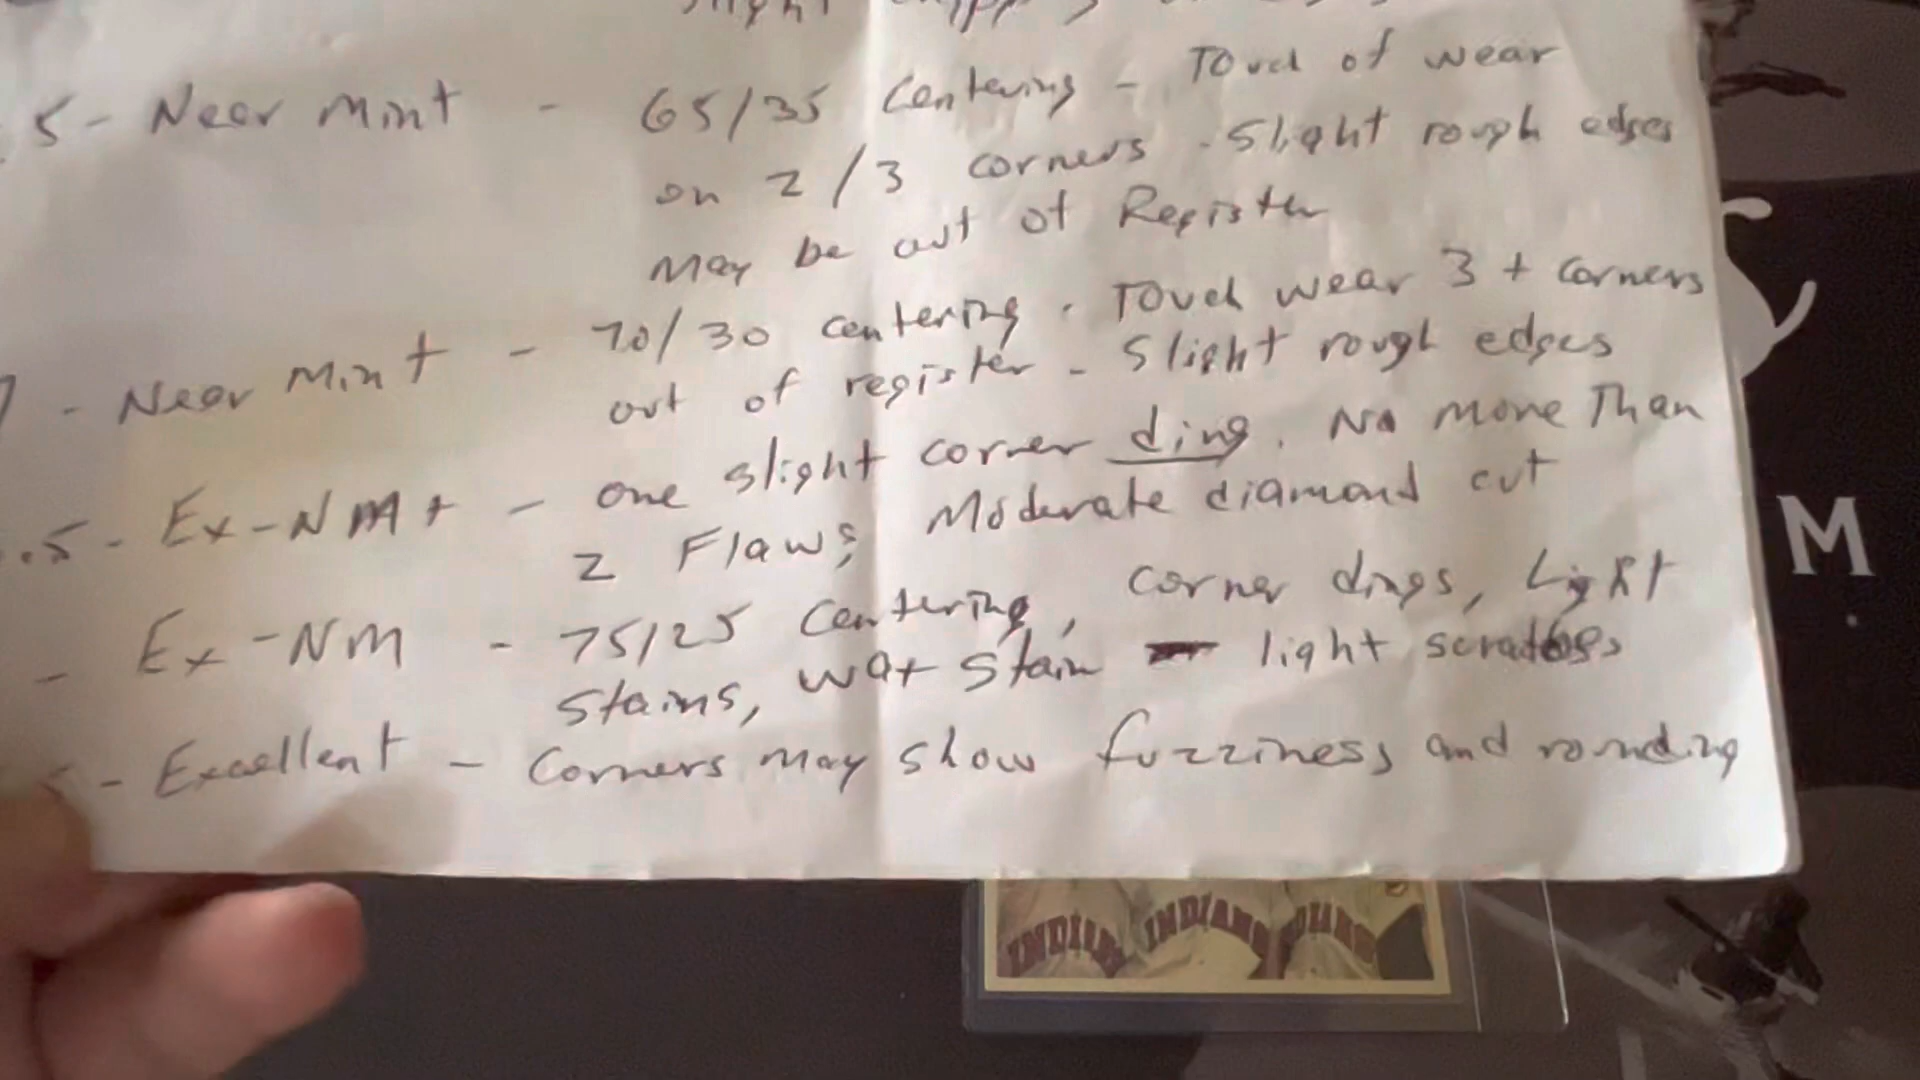 .5 - Near Mint - 65/35 Centering - Touch of wear
on 2/3 corners - Slight rough edges
May be out of Register
7 - Near Mint - 70/30 centering. Touch wear 3 + Corners
out of register - Slight rough edges
.5 - Ex-NM+ - one slight corner ding. No More Than
2 Flaws, Moderate diamond cut
- Ex-NM - 75/25 Centering, corner dings, Light
Stains, wax Stain light scratches
- Excellent - Corners may show fuzziness and rounding
M
INDIANS INDIANS